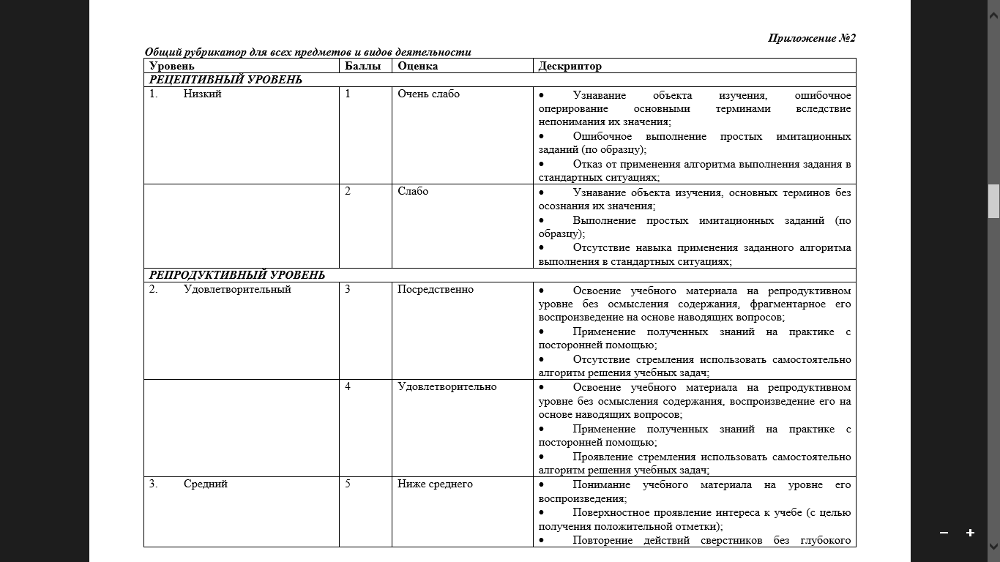 Приложение №2
Общий рубрикатор для всех предметов и видов деятельности
Уровень Баллы Оценка Дескриптор
РЕЦЕПТИВНЫЙ УРОВЕНЬ
1. Низкий 1 Очень слабо • Узнавание объекта изучения, ошибочное
оперирование основными терминами вследствие
непонимания их значения;
• Ошибочное выполнение простых имитационных
заданий (по образцу);
• Отказ от применения алгоритма выполнения задания в
стандартных ситуациях;
2 Слабо • Узнавание объекта изучения, основных терминов без
осознания их значения;
• Выполнение простых имитационных заданий (по
образцу);
• Отсутствие навыка применения заданного алгоритма
выполнения в стандартных ситуациях;
РЕПРОДУКТИВНЫЙ УРОВЕНЬ
2. Удовлетворительный 3 Посредственно • Освоение учебного материала на репродуктивном
уровне без осмысления содержания, фрагментарное его
воспроизведение на основе наводящих вопросов;
• Применение полученных знаний на практике с
посторонней помощью;
• Отсутствие стремления использовать самостоятельно
алгоритм решения учебных задач;
4 Удовлетворительно • Освоение учебного материала на репродуктивном
уровне без осмысления содержания, воспроизведение его на
основе наводящих вопросов;
• Применение полученных знаний на практике с
посторонней помощью;
• Проявление стремления использовать самостоятельно
алгоритм решения учебных задач;
3. Средний 5 Ниже среднего • Понимание учебного материала на уровне его
воспроизведения;
• Поверхностное проявление интереса к учебе (с целью
получения положительной отметки);
• Повторение действий сверстников без глубокого